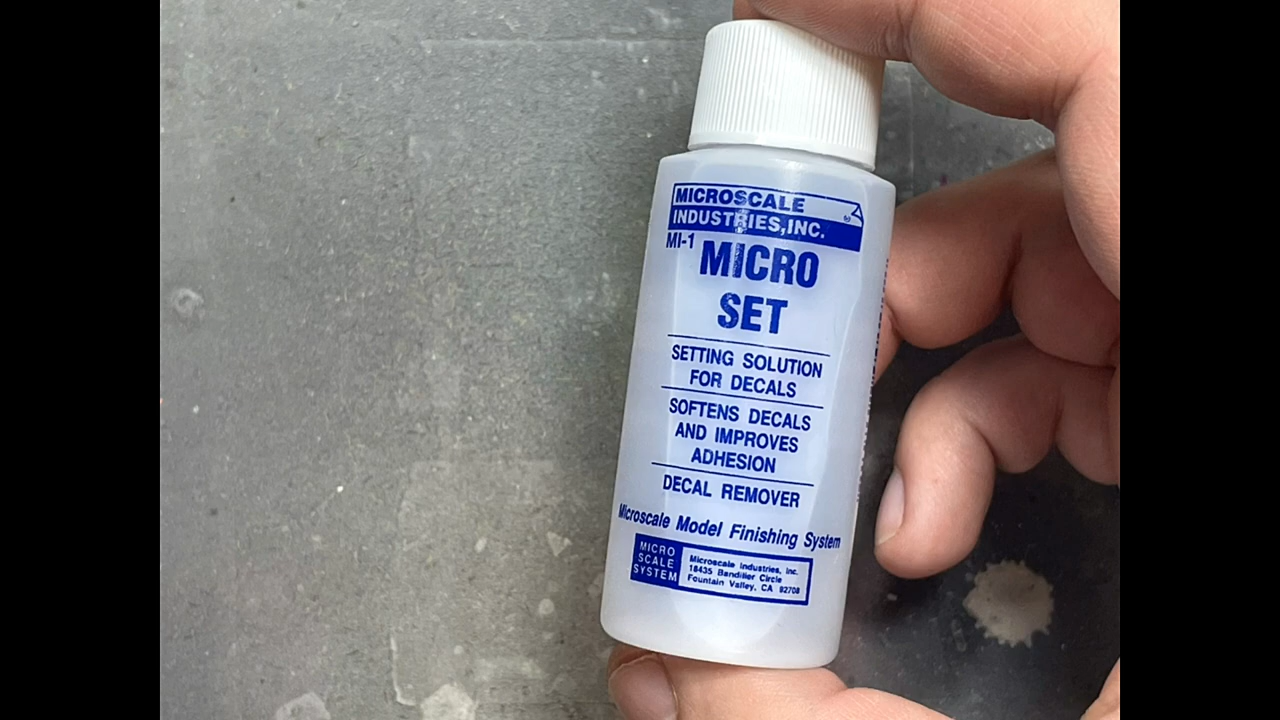 MICROSCALE
INDUSTRIES, INC.
MI-1
MICRO
SET
SETTING SOLUTION
FOR DECALS
SOFTENS DECALS
AND IMPROVES
ADHESION
DECAL REMOVER
Microscale Model Finishing System
MICRO
SCALE
SYSTEM
Microscale Industries, Inc.
18435 Bandilier Circle
Fountain Valley, CA 92708